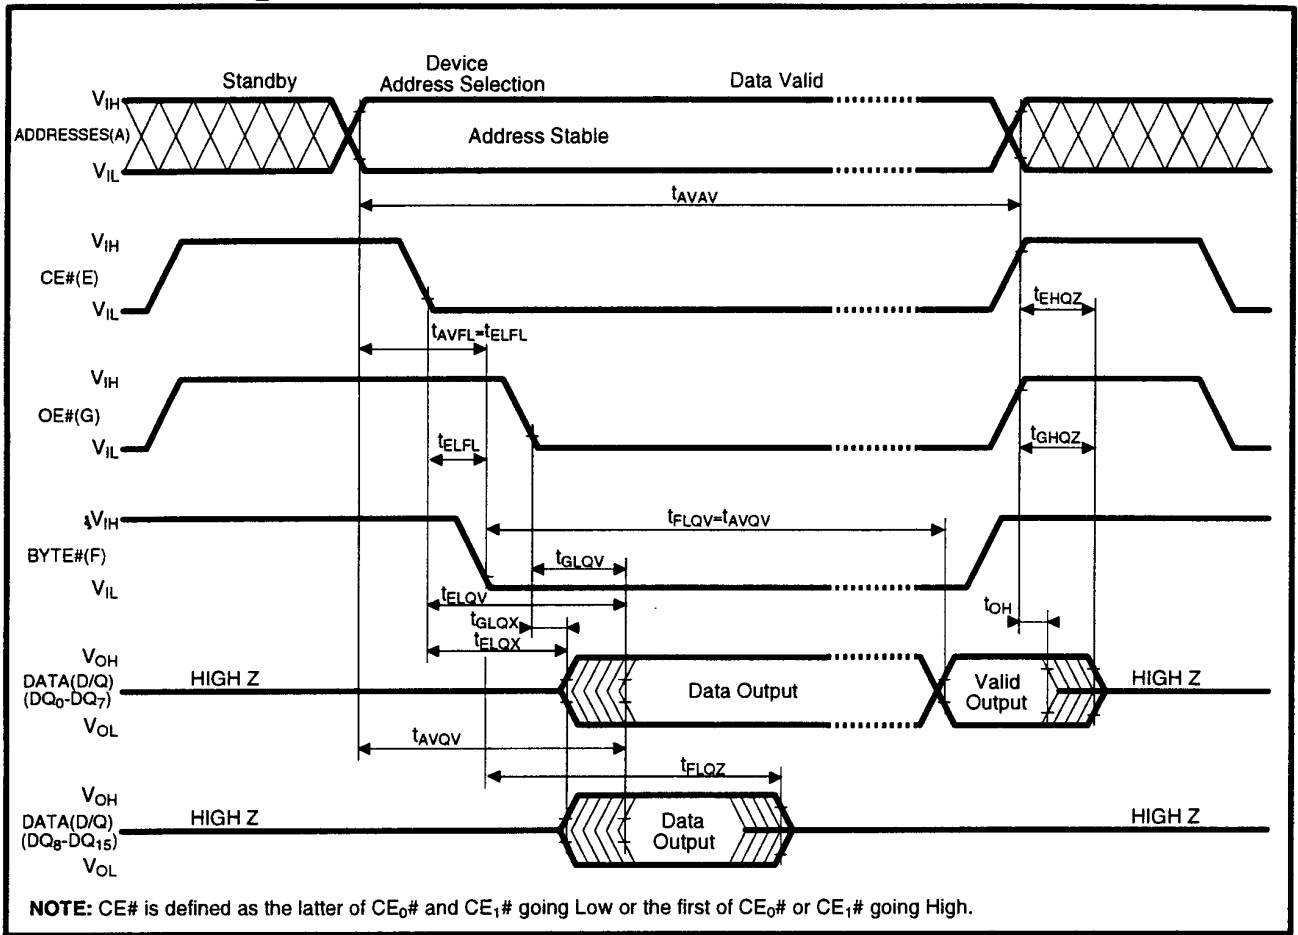 Standby
Device
Address Selection
Data Valid
VIH
ADDRESSES(A)
Address Stable
VIL
tAVAV
VIH
CE#(E)
tEHQZ
VIL
tAVFL=tELFL
VIH
OE#(G)
tELFL
tGHQZ
VIL
VIH
tFLQV=tAVQV
BYTE#(F)
tGLQV
VIL
tELQV
tOH
tGLQX
tELQX
VOH
DATA(D/Q)
(DQ0-DQ7)
HIGH Z
Data Output
Valid
Output
HIGH Z
VOL
tAVQV
tFLQZ
VOH
DATA(D/Q)
(DQ8-DQ15)
HIGH Z
Data
Output
HIGH Z
VOL
NOTE: CE# is defined as the latter of CE0# and CE1# going Low or the first of CE0# or CE1# going High.